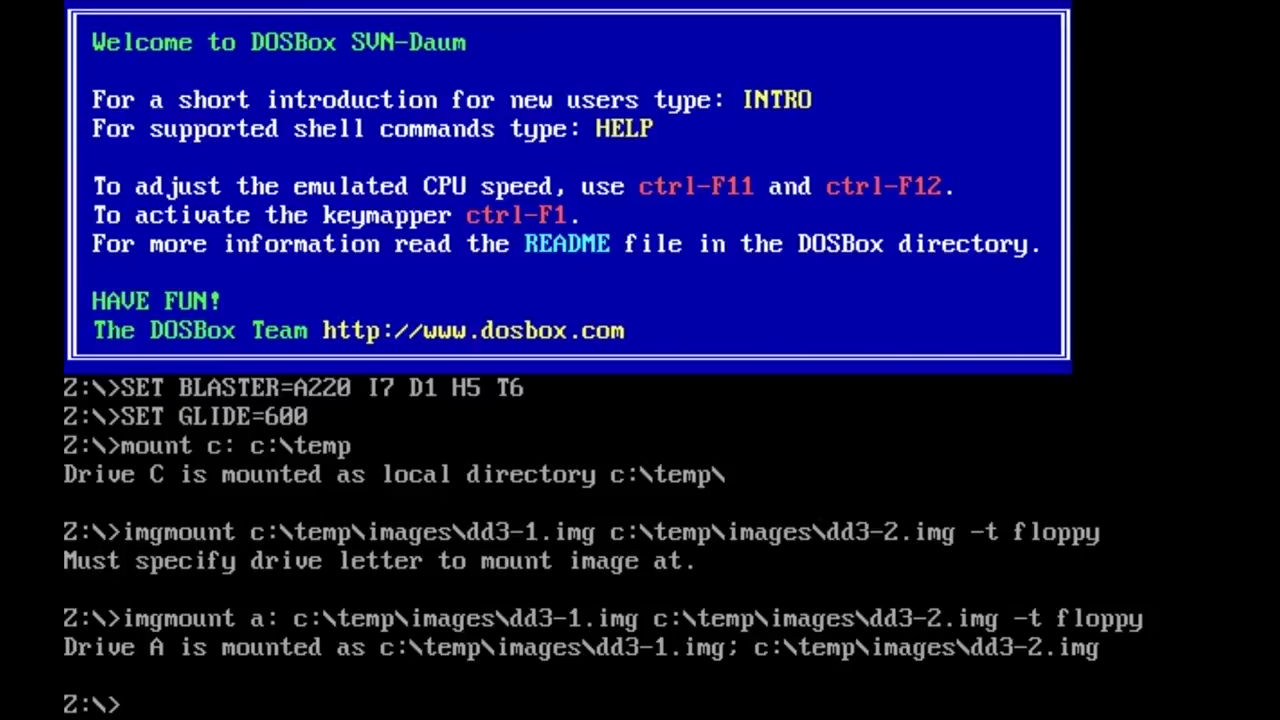 Welcome to DOSBox SVN-Daum
For a short introduction for new users type: INTRO
For supported shell commands type: HELP
To adjust the emulated CPU speed, use ctrl-F11 and ctrl-F12.
To activate the keymapper ctrl-F1.
For more information read the README file in the DOSBox directory.
HAVE FUN!
The DOSBox Team http://www.dosbox.com
Z:\>SET BLASTER=A220 I7 D1 H5 T6
Z:\>SET GLIDE=600
Z:\>mount c: c:\temp
Drive C is mounted as local directory c:\temp\
Z:\>imgmount c:\temp\images\dd3-1.img c:\temp\images\dd3-2.img -t floppy
Must specify drive letter to mount image at.
Z:\>imgmount a: c:\temp\images\dd3-1.img c:\temp\images\dd3-2.img -t floppy
Drive A is mounted as c:\temp\images\dd3-1.img; c:\temp\images\dd3-2.img
Z:\>